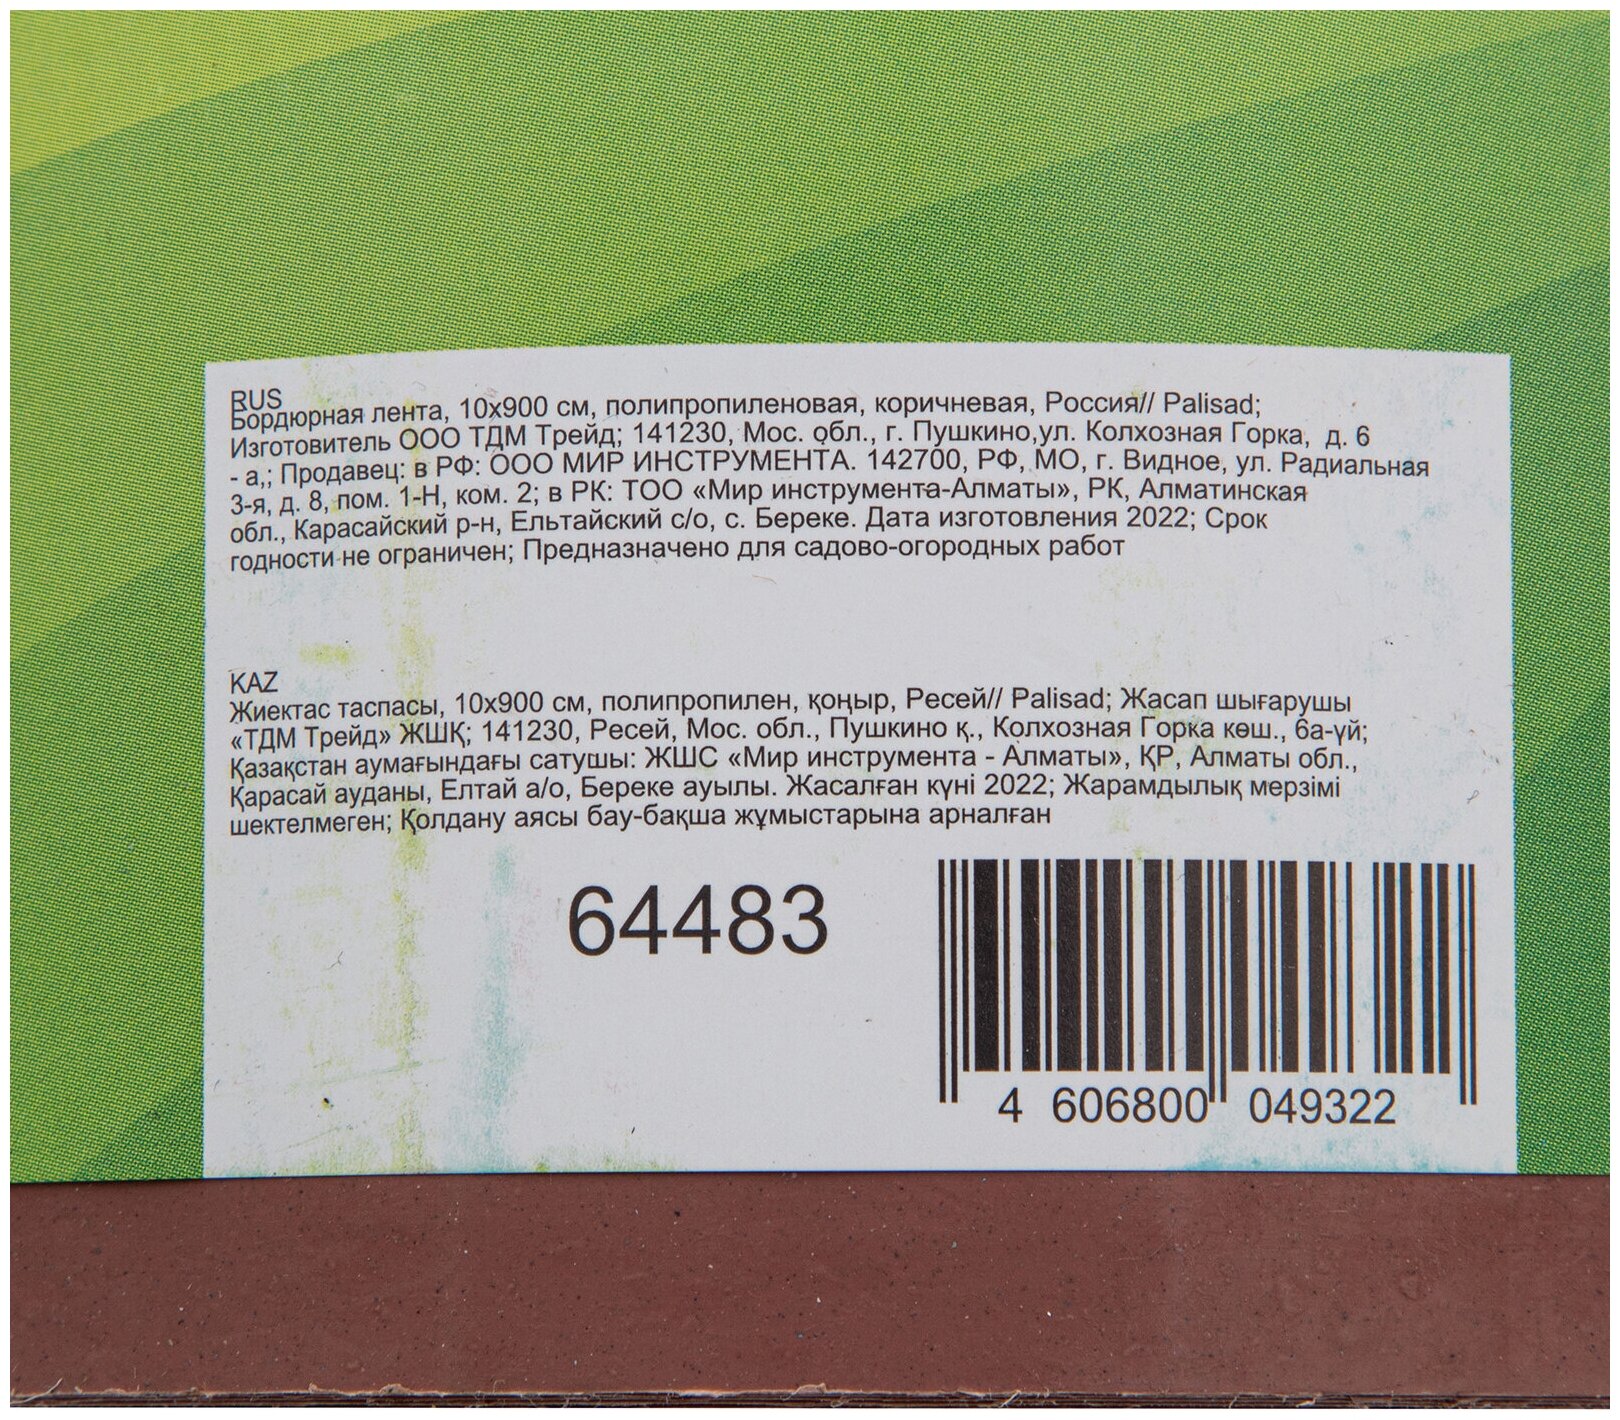 RUS
Бордюрная лента, 10х900 см, полипропиленовая, коричневая, Россия// Palisad;
Изготовитель ООО ТДМ Трейд; 141230, Мос. обл., г. Пушкино,ул. Колхозная Горка, д. 6
- а,; Продавец: в РФ: ООО МИР ИНСТРУМЕНТА. 142700, РФ, МО, г. Видное, ул. Радиальная
3-я, д. 8, пом. 1-Н, ком. 2; в РК: ТОО «Мир инструмента-Алматы», РК, Алматинская
обл., Карасайский р-н, Ельтайский с/о, с. Береке. Дата изготовления 2022; Срок
годности не ограничен; Предназначено для садово-огородных работ
KAZ
Жиектас таспасы, 10х900 см, полипропилен, қоңыр, Ресей// Palisad; Жасап шығарушы
«ТДМ Трейд» ЖШҚ; 141230, Ресей, Мос. обл., Пушкино қ., Колхозная Горка көш., 6а-үй;
Қазақстан аумағындағы сатушы: ЖШС «Мир инструмента - Алматы», ҚР, Алматы обл.,
Қарасай ауданы, Елтай а/о, Береке ауылы. Жасалған күні 2022; Жарамдылық мерзімі
шектелмеген; Қолдану аясы бау-бақша жұмыстарына арналған
64483
4 606800 049322